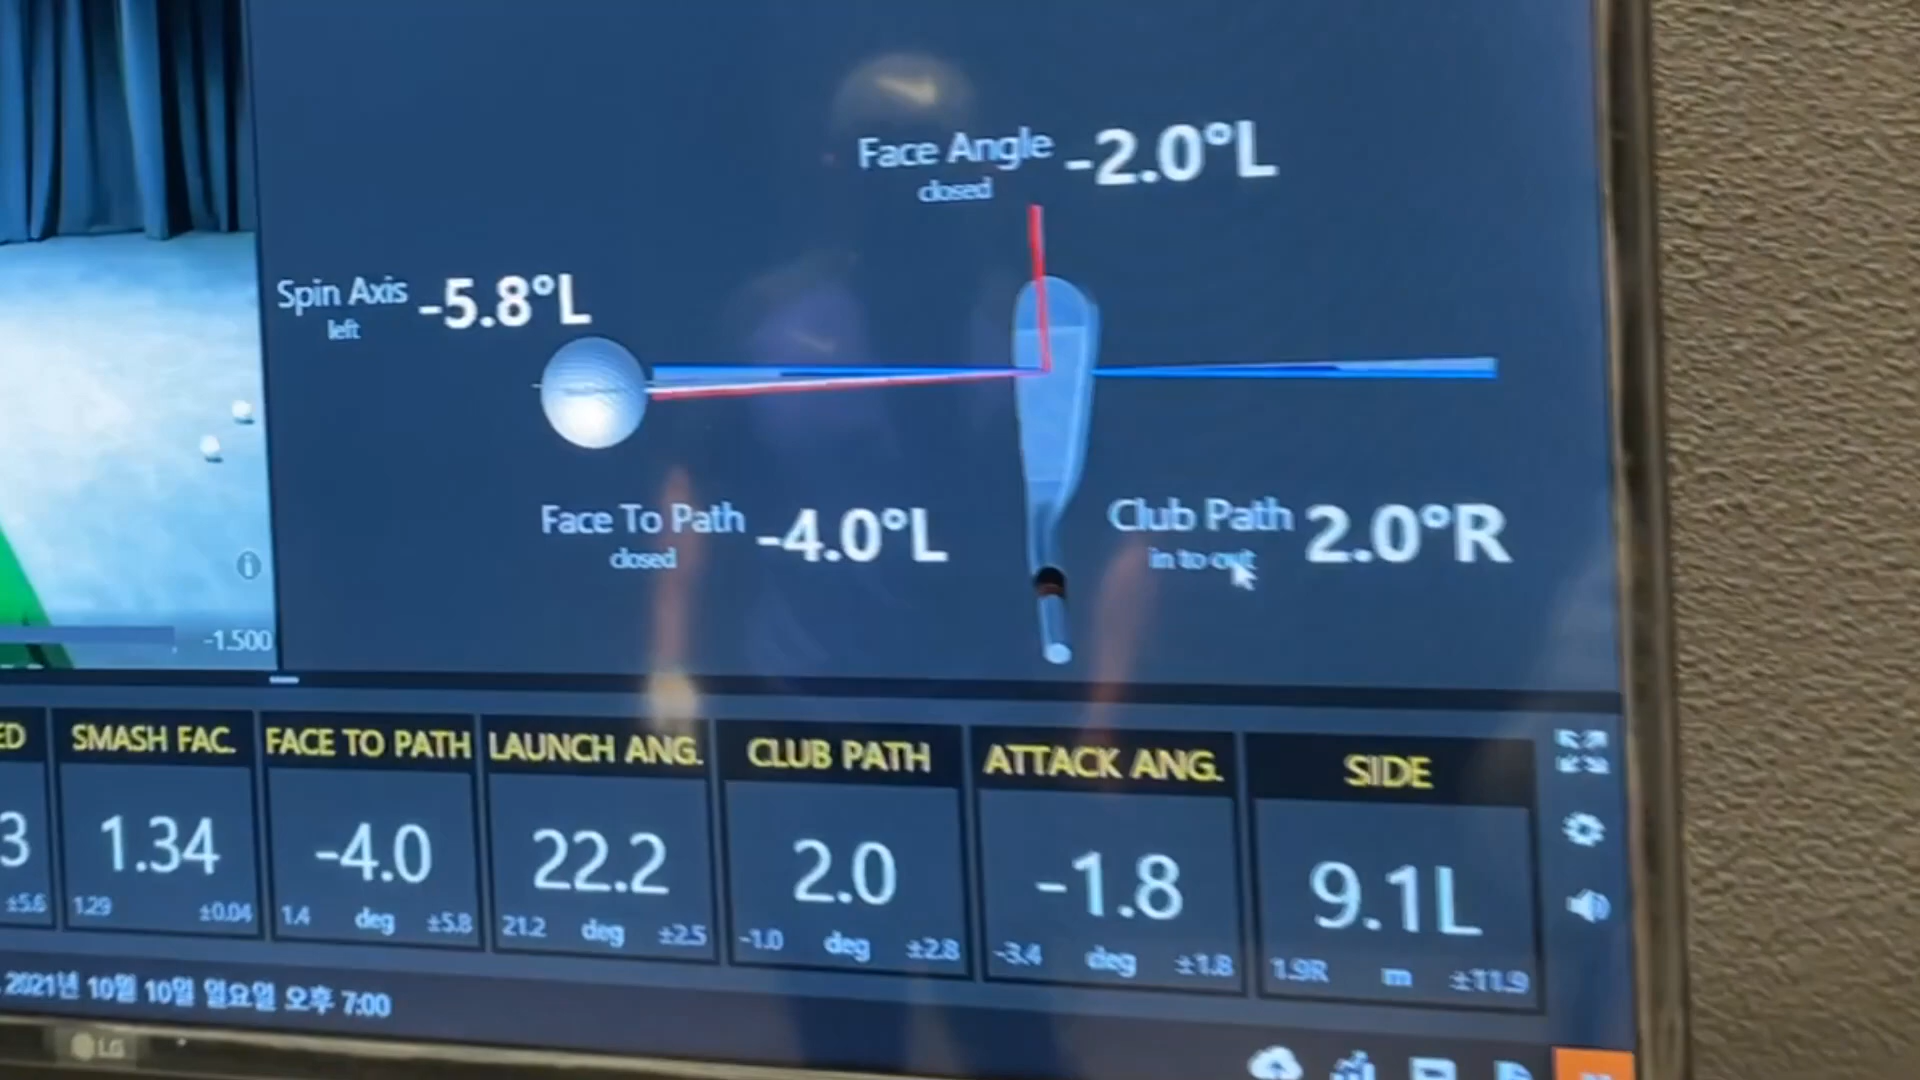 Face Angle -2.0°L
closed
Spin Axis -5.8°L
left
Face To Path -4.0°L
closed
Club Path 2.0°R
in to out
-1.500
ED
SMASH FAC.
FACE TO PATH
LAUNCH ANG.
CLUB PATH
ATTACK ANG.
SIDE
3
1.34
-4.0
22.2
2.0
-1.8
9.1L
±5.6
1.29 ±0.04
1.4 deg ±5.8
21.2 deg ±2.5
-1.0 deg ±2.8
-3.4 deg ±1.8
1.9R m ±11.9
2021년 10월 10일 일요일 오후 7:00
LG